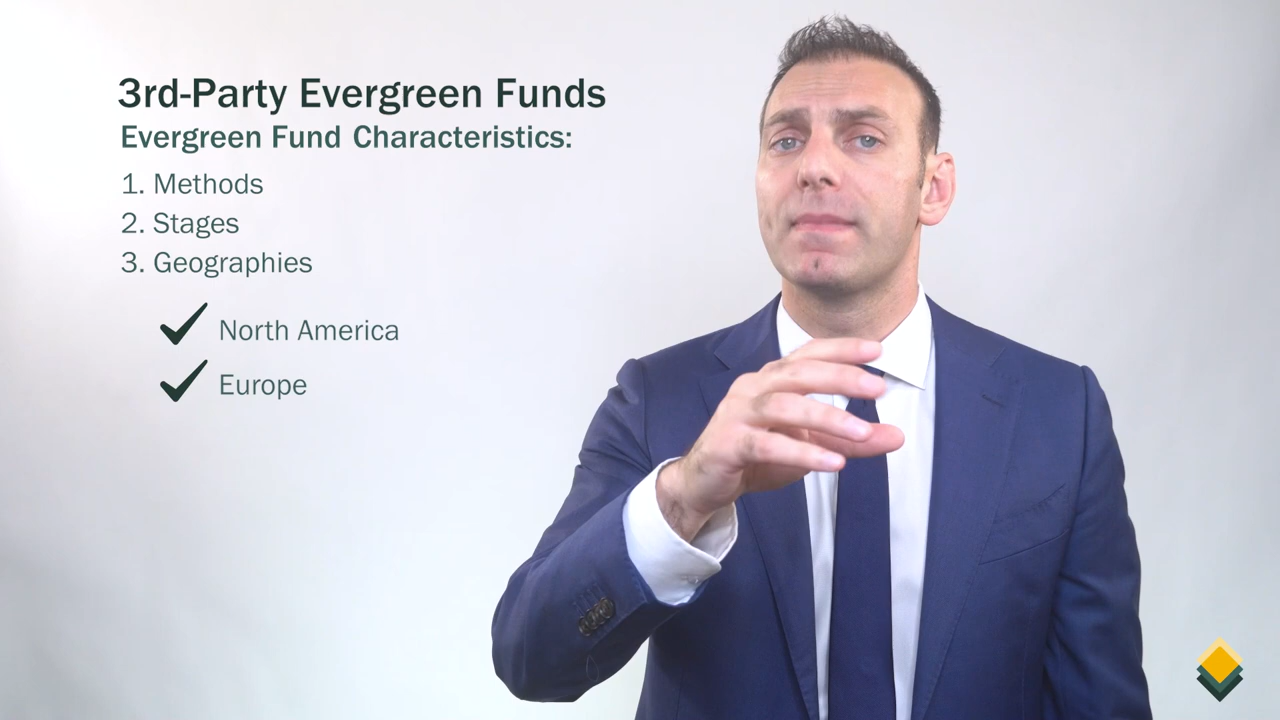 3rd-Party Evergreen Funds
Evergreen Fund Characteristics:
1. Methods
2. Stages
3. Geographies
North America
Europe